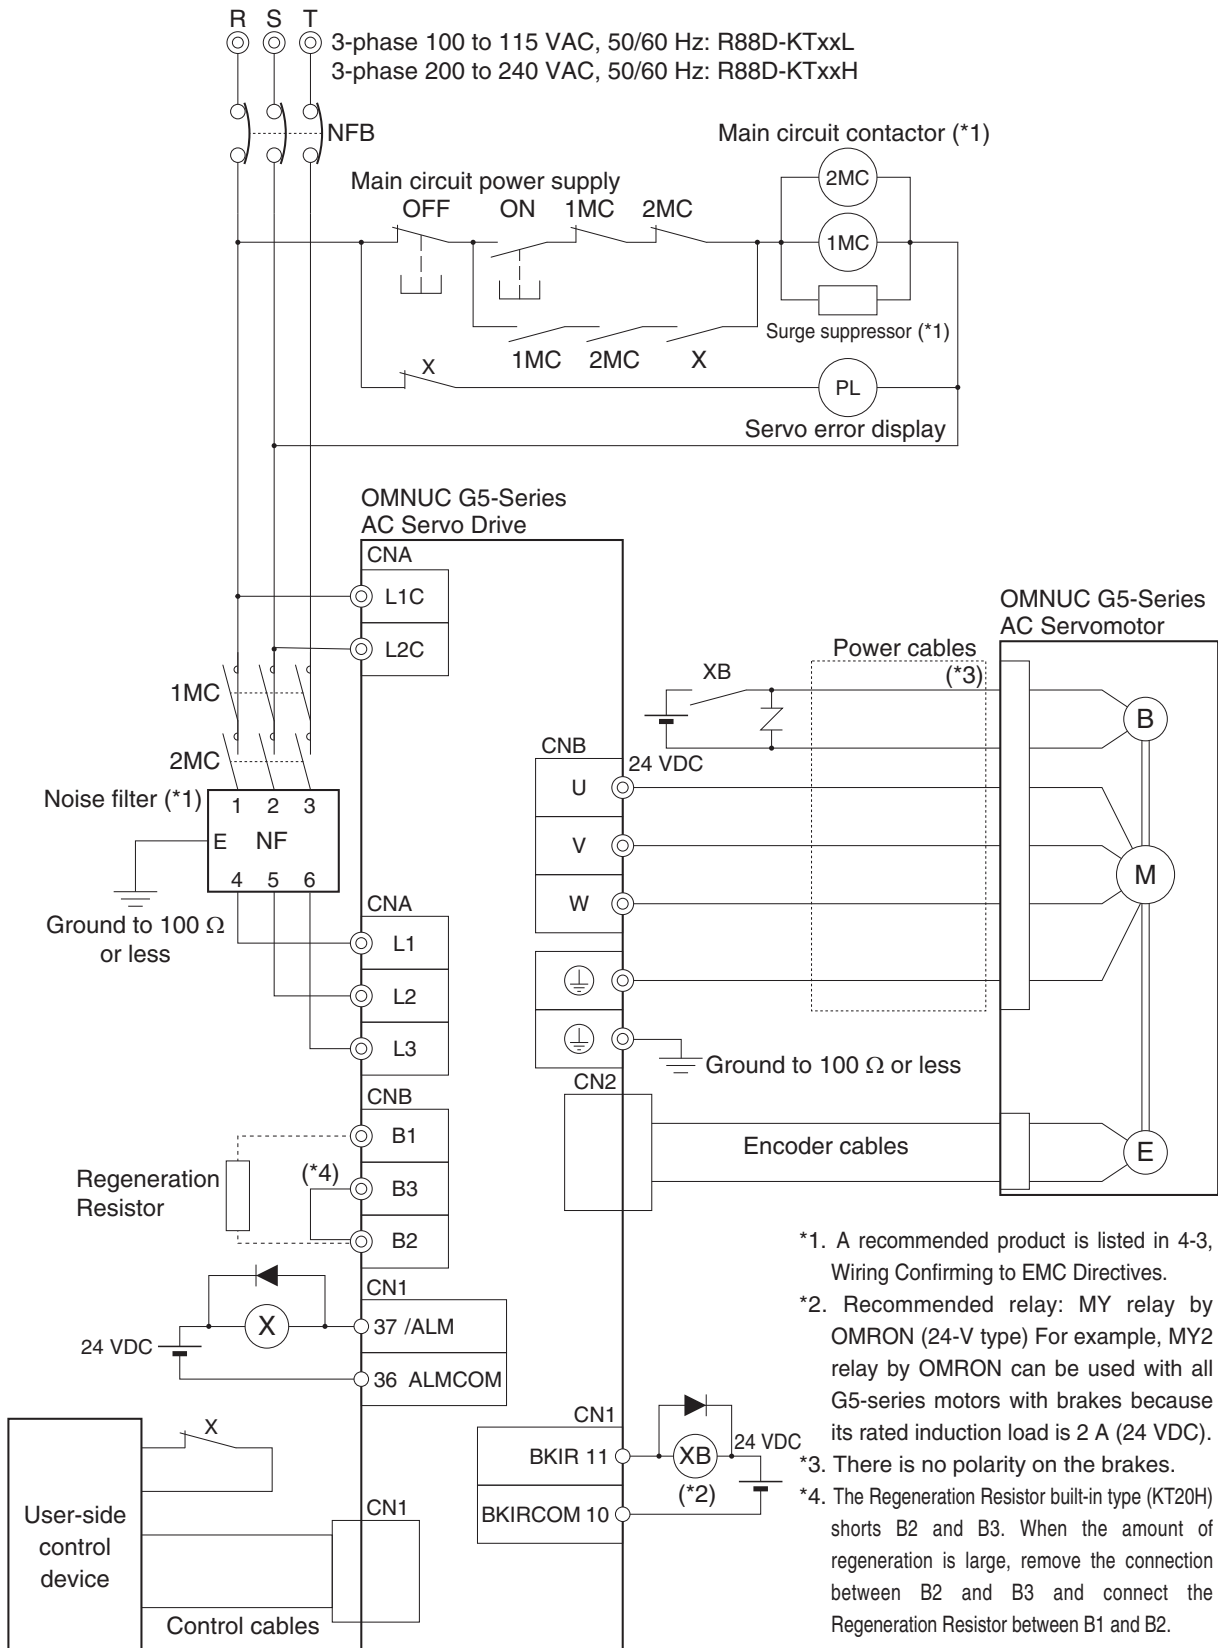 R S T
3-phase 100 to 115 VAC, 50/60 Hz: R88D-KTxxL
3-phase 200 to 240 VAC, 50/60 Hz: R88D-KTxxH
NFB
Main circuit contactor (*1)
2MC
Main circuit power supply
OFF ON 1MC 2MC
1MC
Surge suppressor (*1)
1MC 2MC X
X
PL
Servo error display
OMNUC G5-Series
AC Servo Drive
CNA
L1C
L2C
OMNUC G5-Series
AC Servomotor
Power cables
(*3)
XB
B
1MC
2MC
CNB
24 VDC
U
V
W
M
Noise filter (*1)
1 2 3
E NF
4 5 6
Ground to 100 Ω
or less
CNA
L1
L2
L3
Ground to 100 Ω or less
CN2
Encoder cables
E
CNB
B1
(*4)
B3
B2
Regeneration
Resistor
CN1
X
37 /ALM
24 VDC
36 ALMCOM
CN1
BKIR 11
XB
24 VDC
(*2)
BKIRCOM 10
X
User-side
control
device
CN1
Control cables
*1. A recommended product is listed in 4-3,
Wiring Confirming to EMC Directives.
*2. Recommended relay: MY relay by
OMRON (24-V type) For example, MY2
relay by OMRON can be used with all
G5-series motors with brakes because
its rated induction load is 2 A (24 VDC).
*3. There is no polarity on the brakes.
*4. The Regeneration Resistor built-in type (KT20H)
shorts B2 and B3. When the amount of
regeneration is large, remove the connection
between B2 and B3 and connect the
Regeneration Resistor between B1 and B2.